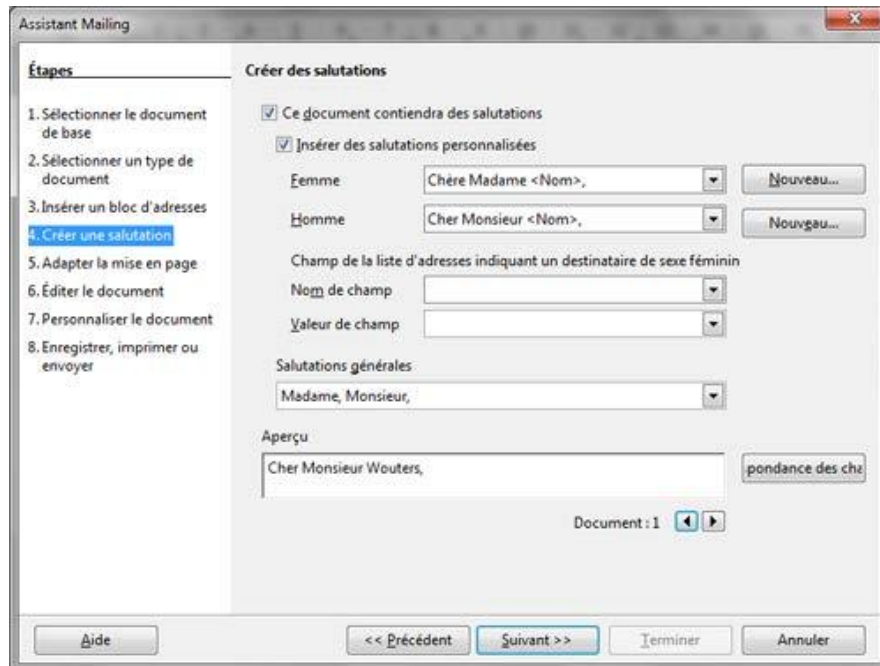 Assistant Mailing
Étapes
1. Sélectionner le document
de base
2. Sélectionner un type de
document
3. Insérer un bloc d'adresses
4. Créer une salutation
5. Adapter la mise en page
6. Éditer le document
7. Personnaliser le document
8. Enregistrer, imprimer ou
envoyer
Créer des salutations
Ce document contiendra des salutations
Insérer des salutations personnalisées
Femme Chère Madame <Nom>, Nouveau...
Homme Cher Monsieur <Nom>, Nouveau...
Champ de la liste d'adresses indiquant un destinataire de sexe féminin
Nom de champ
Valeur de champ
Salutations générales
Madame, Monsieur,
Aperçu
Cher Monsieur Wouters, pondance des cha
Document : 1
Aide << Précédent Suivant >> Terminer Annuler